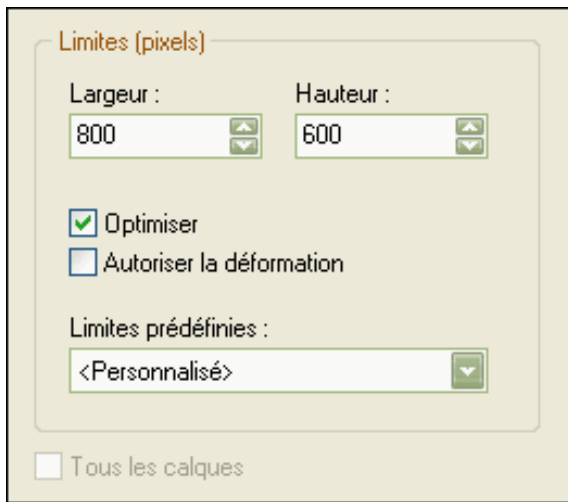 Limites (pixels)
Largeur : Hauteur :
800 600
Optimiser
Autoriser la déformation
Limites prédéfinies :
<Personnalisé>
Tous les calques